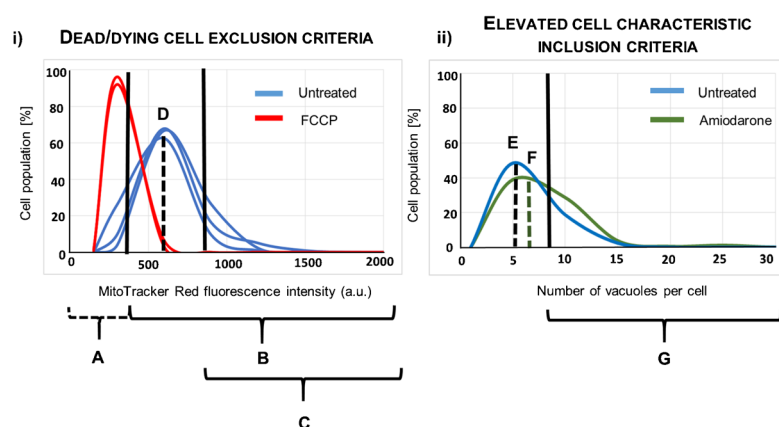 i) DEAD/DYING CELL EXCLUSION CRITERIA
100
80
60
40
20
0
Cell population [%]
D
Untreated
FCCP
0 500 1000 1500 2000
MitoTracker Red fluorescence intensity (a.u.)
A
B
C
ii) ELEVATED CELL CHARACTERISTIC
INCLUSION CRITERIA
100
80
60
40
20
0
Cell population [%]
E
F
Untreated
Amiodarone
0 5 10 15 20 25 30
Number of vacuoles per cell
G